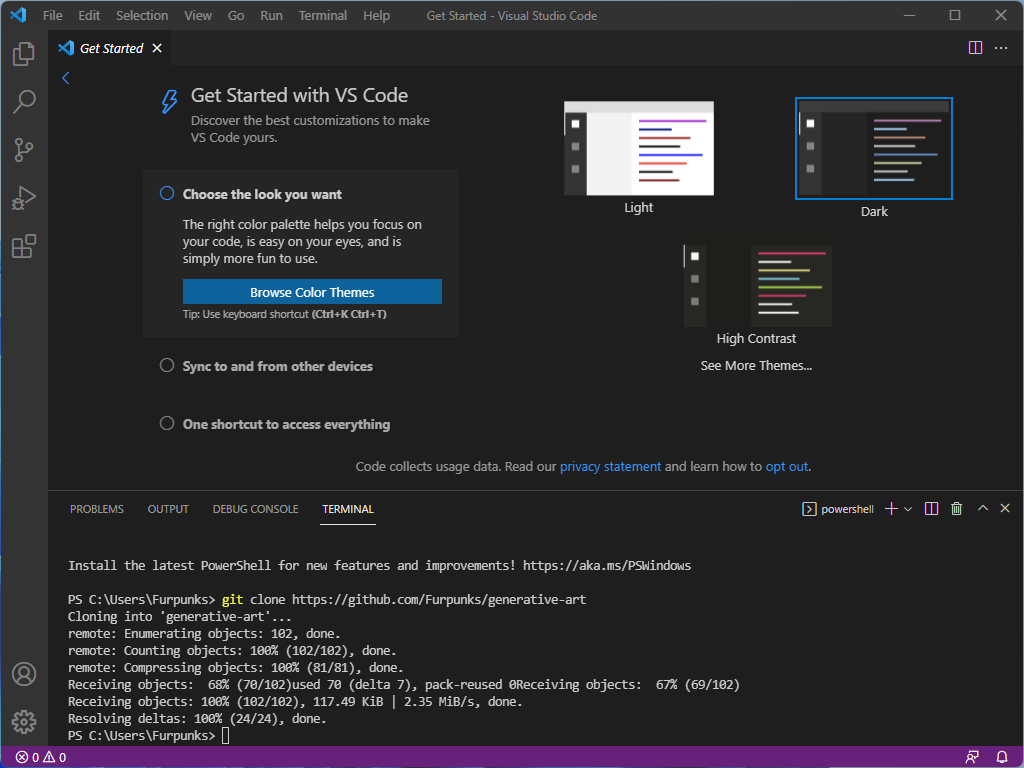 File Edit Selection View Go Run Terminal Help Get Started - Visual Studio Code
Get Started
Get Started with VS Code
Discover the best customizations to make
VS Code yours.
Choose the look you want
The right color palette helps you focus on
your code, is easy on your eyes, and is
simply more fun to use.
Browse Color Themes
Tip: Use keyboard shortcut (Ctrl+K Ctrl+T)
Sync to and from other devices
One shortcut to access everything
Light
Dark
High Contrast
See More Themes...
Code collects usage data. Read our privacy statement and learn how to opt out.
PROBLEMS OUTPUT DEBUG CONSOLE TERMINAL powershell
Install the latest PowerShell for new features and improvements! https://aka.ms/PSWindows
PS C:\Users\Furpunks> git clone https://github.com/Furpunks/generative-art
Cloning into 'generative-art'...
remote: Enumerating objects: 102, done.
remote: Counting objects: 100% (102/102), done.
remote: Compressing objects: 100% (81/81), done.
Receiving objects:  68% (70/102)used 70 (delta 7), pack-reused 0Receiving objects:  67% (69/102)
Receiving objects: 100% (102/102), 117.49 KiB | 2.35 MiB/s, done.
Resolving deltas: 100% (24/24), done.
PS C:\Users\Furpunks>
0 0